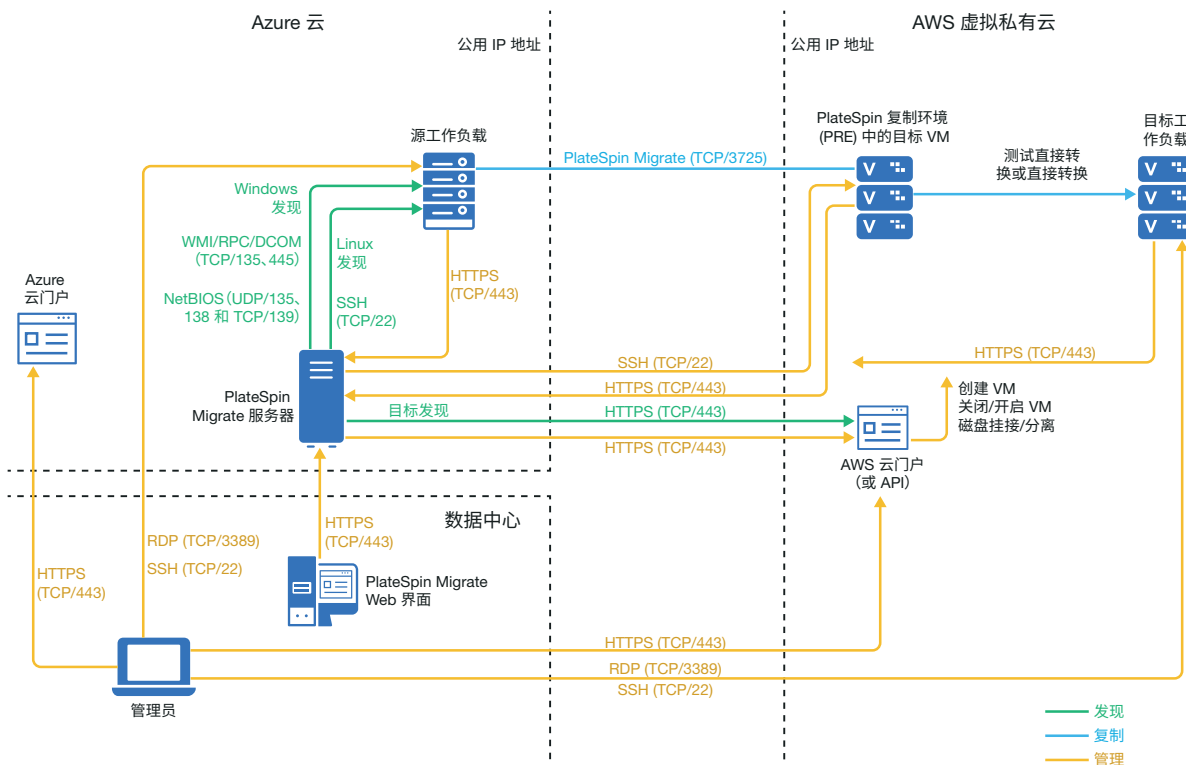 Azure 云
AWS 虚拟私有云
公用 IP 地址
公用 IP 地址
源工作负载
PlateSpin 复制环境
(PRE) 中的目标 VM
目标工
作负载
PlateSpin Migrate (TCP/3725)
测试直接转
换或直接转换
Windows
发现
WMI/RPC/DCOM
(TCP/135、445)
Linux
发现
NetBIOS（UDP/135、
138 和 TCP/139）
SSH
(TCP/22)
HTTPS
(TCP/443)
Azure
云门户
HTTPS (TCP/443)
SSH (TCP/22)
HTTPS (TCP/443)
PlateSpin
Migrate 服务器
目标发现
HTTPS (TCP/443)
HTTPS (TCP/443)
创建 VM
关闭/开启 VM
磁盘挂接/分离
AWS 云门户
（或 API）
数据中心
HTTPS
(TCP/443)
RDP (TCP/3389)
SSH (TCP/22)
HTTPS
(TCP/443)
PlateSpin Migrate
Web 界面
HTTPS (TCP/443)
RDP (TCP/3389)
SSH (TCP/22)
管理员
发现
复制
管理